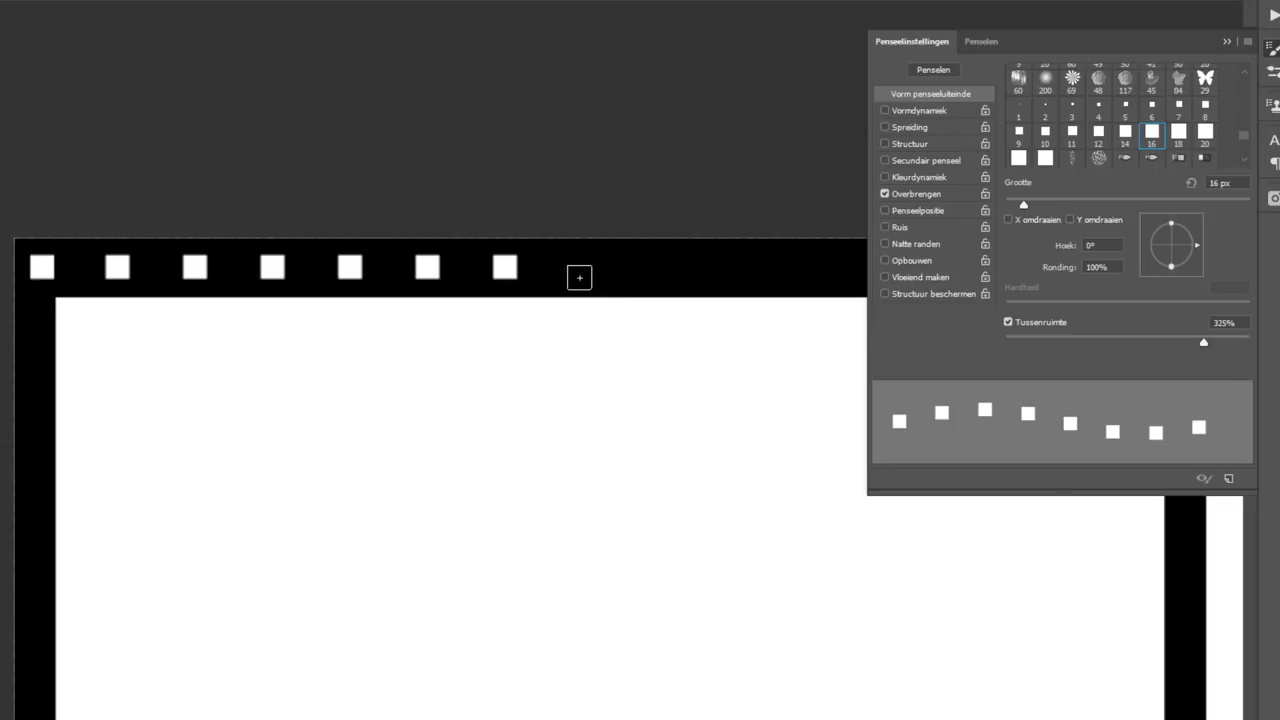 Penseelinstellingen Penselen
Penselen
Vorm penseeluiteinde
Vormdynamiek
Spreiding
Structuur
Secundair penseel
Kleurdynamiek
Overbrengen
Penseelpositie
Ruis
Natte randen
Opbouwen
Vloeiend maken
Structuur beschermen
60 200 69 48 117 45 84 29
1 2 3 4 5 6 7 8
9 10 11 12 14 16 18 20
Grootte 16 px
X omdraaien Y omdraaien
Hoek: 0°
Ronding: 100%
Hardheid
Tussenruimte 325%